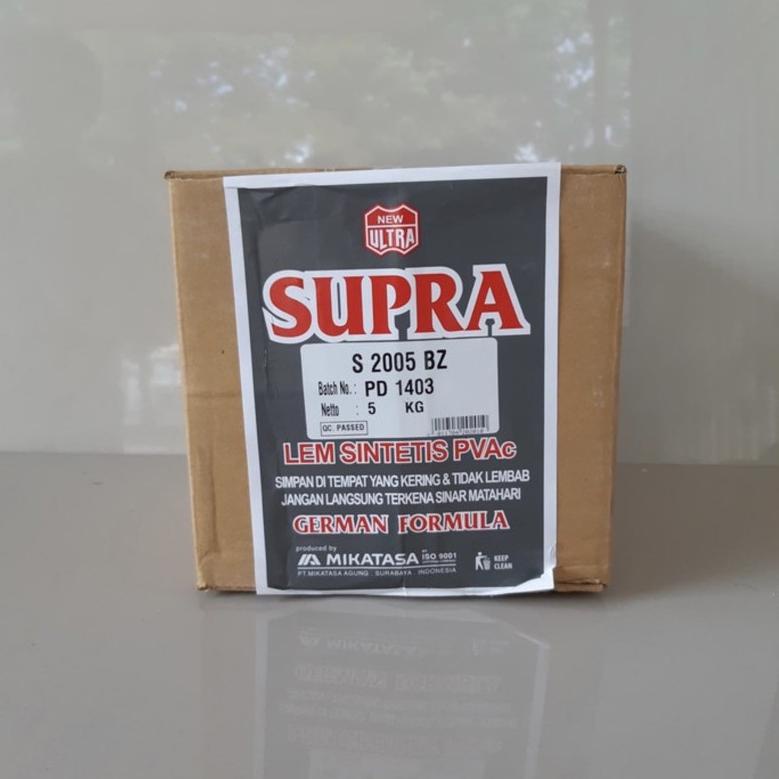 NEW
ULTRA
SUPRA
S 2005 BZ
Batch No. : PD 1403
Netto : 5 KG
QC. PASSED
LEM SINTETIS PVAc
SIMPAN DI TEMPAT YANG KERING & TIDAK LEMBAB
JANGAN LANGSUNG TERKENA SINAR MATAHARI
GERMAN FORMULA
produced by
MIKATASA ISO 9001
PT. MIKATASA AGUNG . SURABAYA . INDONESIA
KEEP
CLEAN